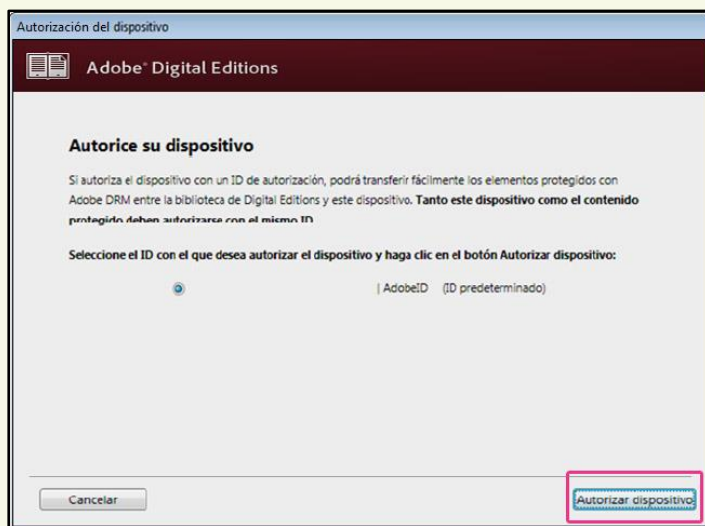 Autorización del dispositivo
Adobe® Digital Editions
Autorice su dispositivo
Si autoriza el dispositivo con un ID de autorización, podrá transferir fácilmente los elementos protegidos con
Adobe DRM entre la biblioteca de Digital Editions y este dispositivo. Tanto este dispositivo como el contenido
protegido deben autorizarse con el mismo ID
Seleccione el ID con el que desea autorizar el dispositivo y haga clic en el botón Autorizar dispositivo:
| AdobeID (ID predeterminado)
Cancelar
Autorizar dispositivo